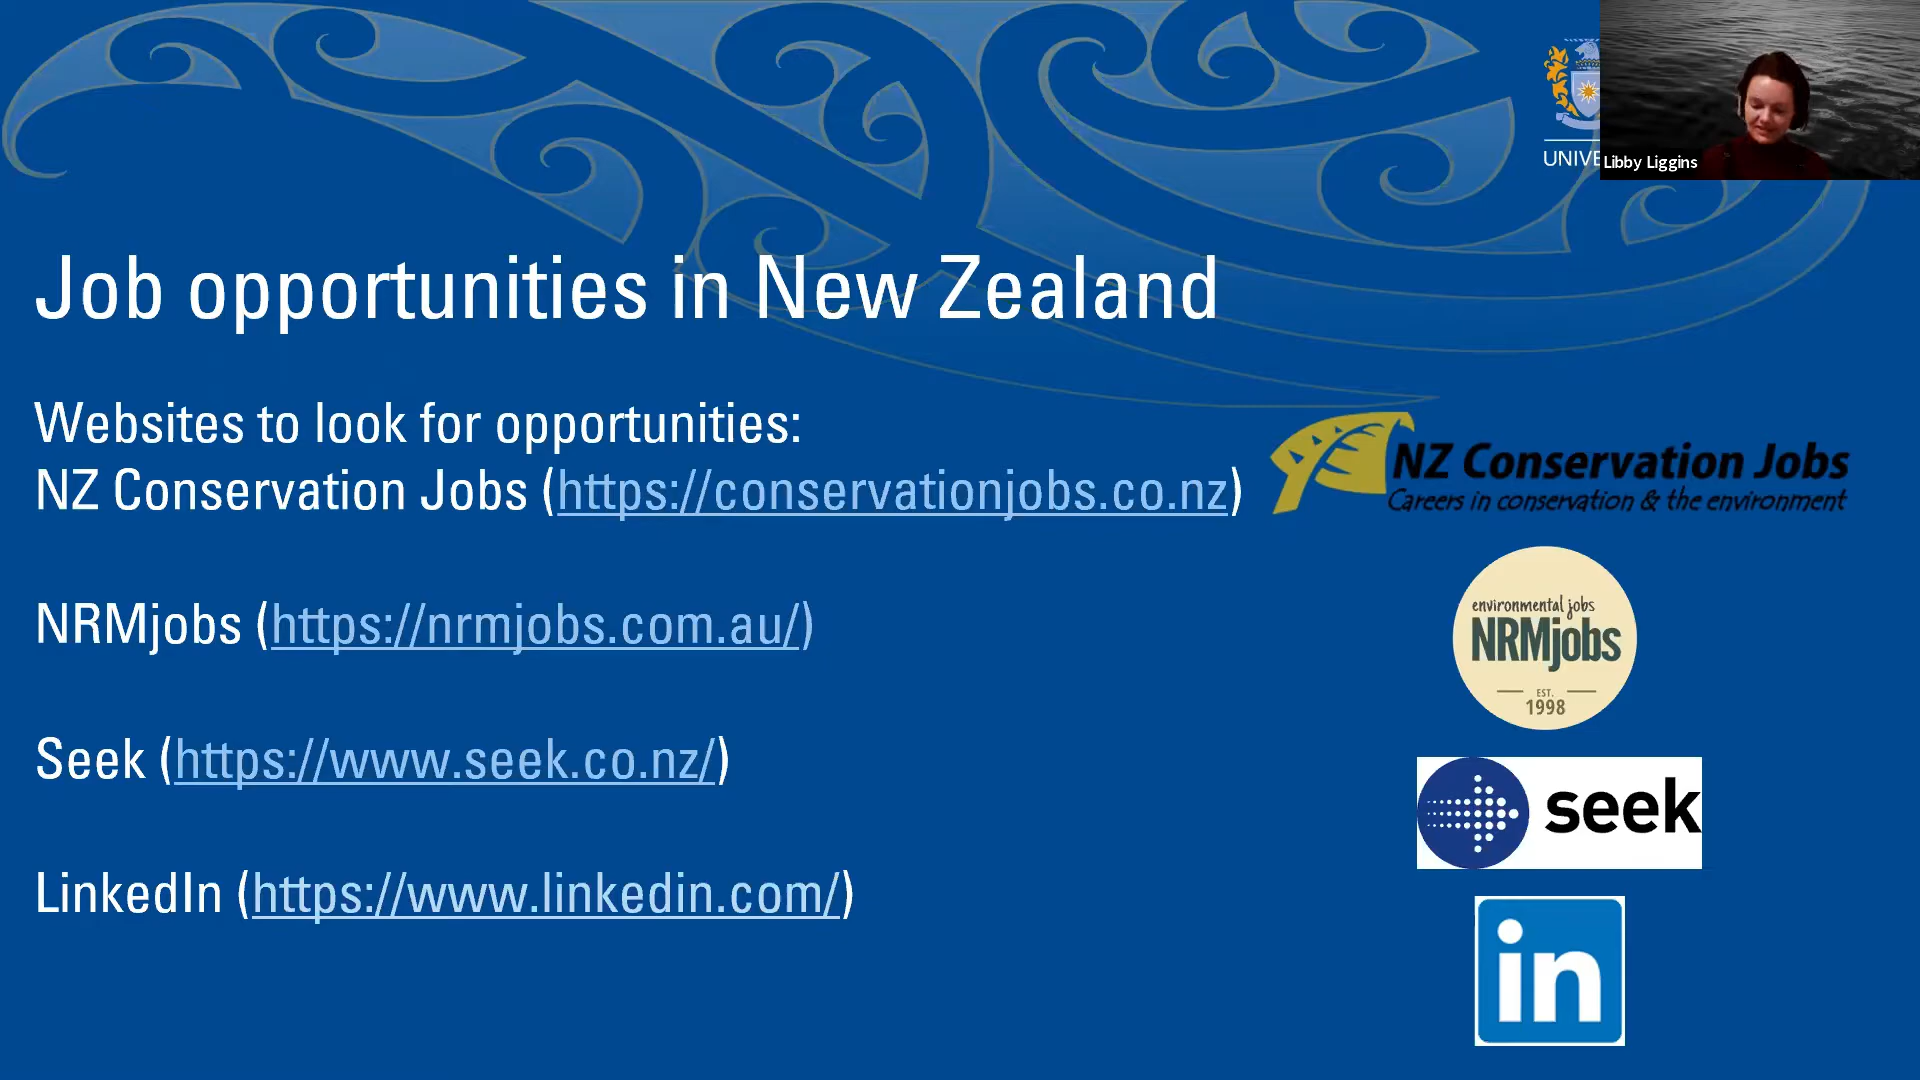 UNIVE
Libby Liggins
Job opportunities in New Zealand
Websites to look for opportunities:
NZ Conservation Jobs (https://conservationjobs.co.nz)
NZ Conservation Jobs
Careers in conservation & the environment
NRMjobs (https://nrmjobs.com.au/)
environmental jobs
NRMjobs
EST.
1998
Seek (https://www.seek.co.nz/)
seek
LinkedIn (https://www.linkedin.com/)
in